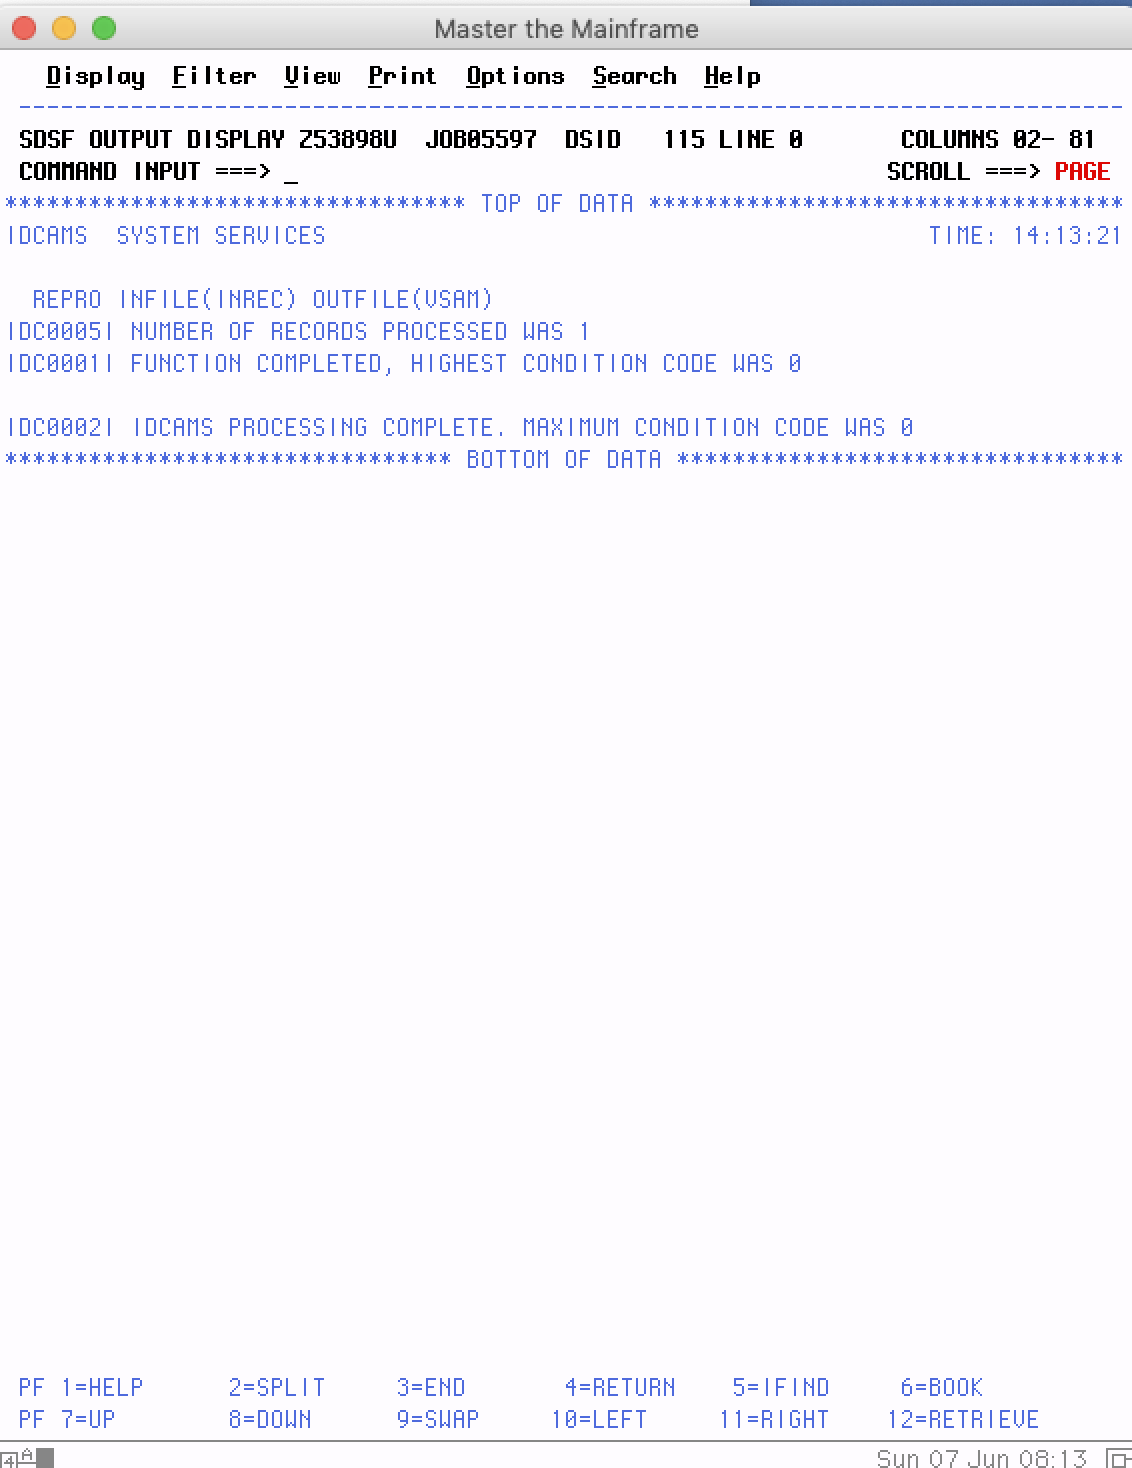 Master the Mainframe
Display Filter View Print Options Search Help
-------------------------------------------------------------------------------
SDSF OUTPUT DISPLAY Z53898U JOB05597 DSID 115 LINE 0 COLUMNS 02- 81
COMMAND INPUT ===> _ SCROLL ===> PAGE
********************************* TOP OF DATA **********************************
IDCAMS SYSTEM SERVICES TIME: 14:13:21
REPRO INFILE(INREC) OUTFILE(VSAM)
IDC0005I NUMBER OF RECORDS PROCESSED WAS 1
IDC0001I FUNCTION COMPLETED, HIGHEST CONDITION CODE WAS 0
IDC0002I IDCAMS PROCESSING COMPLETE. MAXIMUM CONDITION CODE WAS 0
******************************** BOTTOM OF DATA ********************************
PF 1=HELP 2=SPLIT 3=END 4=RETURN 5=IFIND 6=BOOK
PF 7=UP 8=DOWN 9=SWAP 10=LEFT 11=RIGHT 12=RETRIEVE
4A Sun 07 Jun 08:13